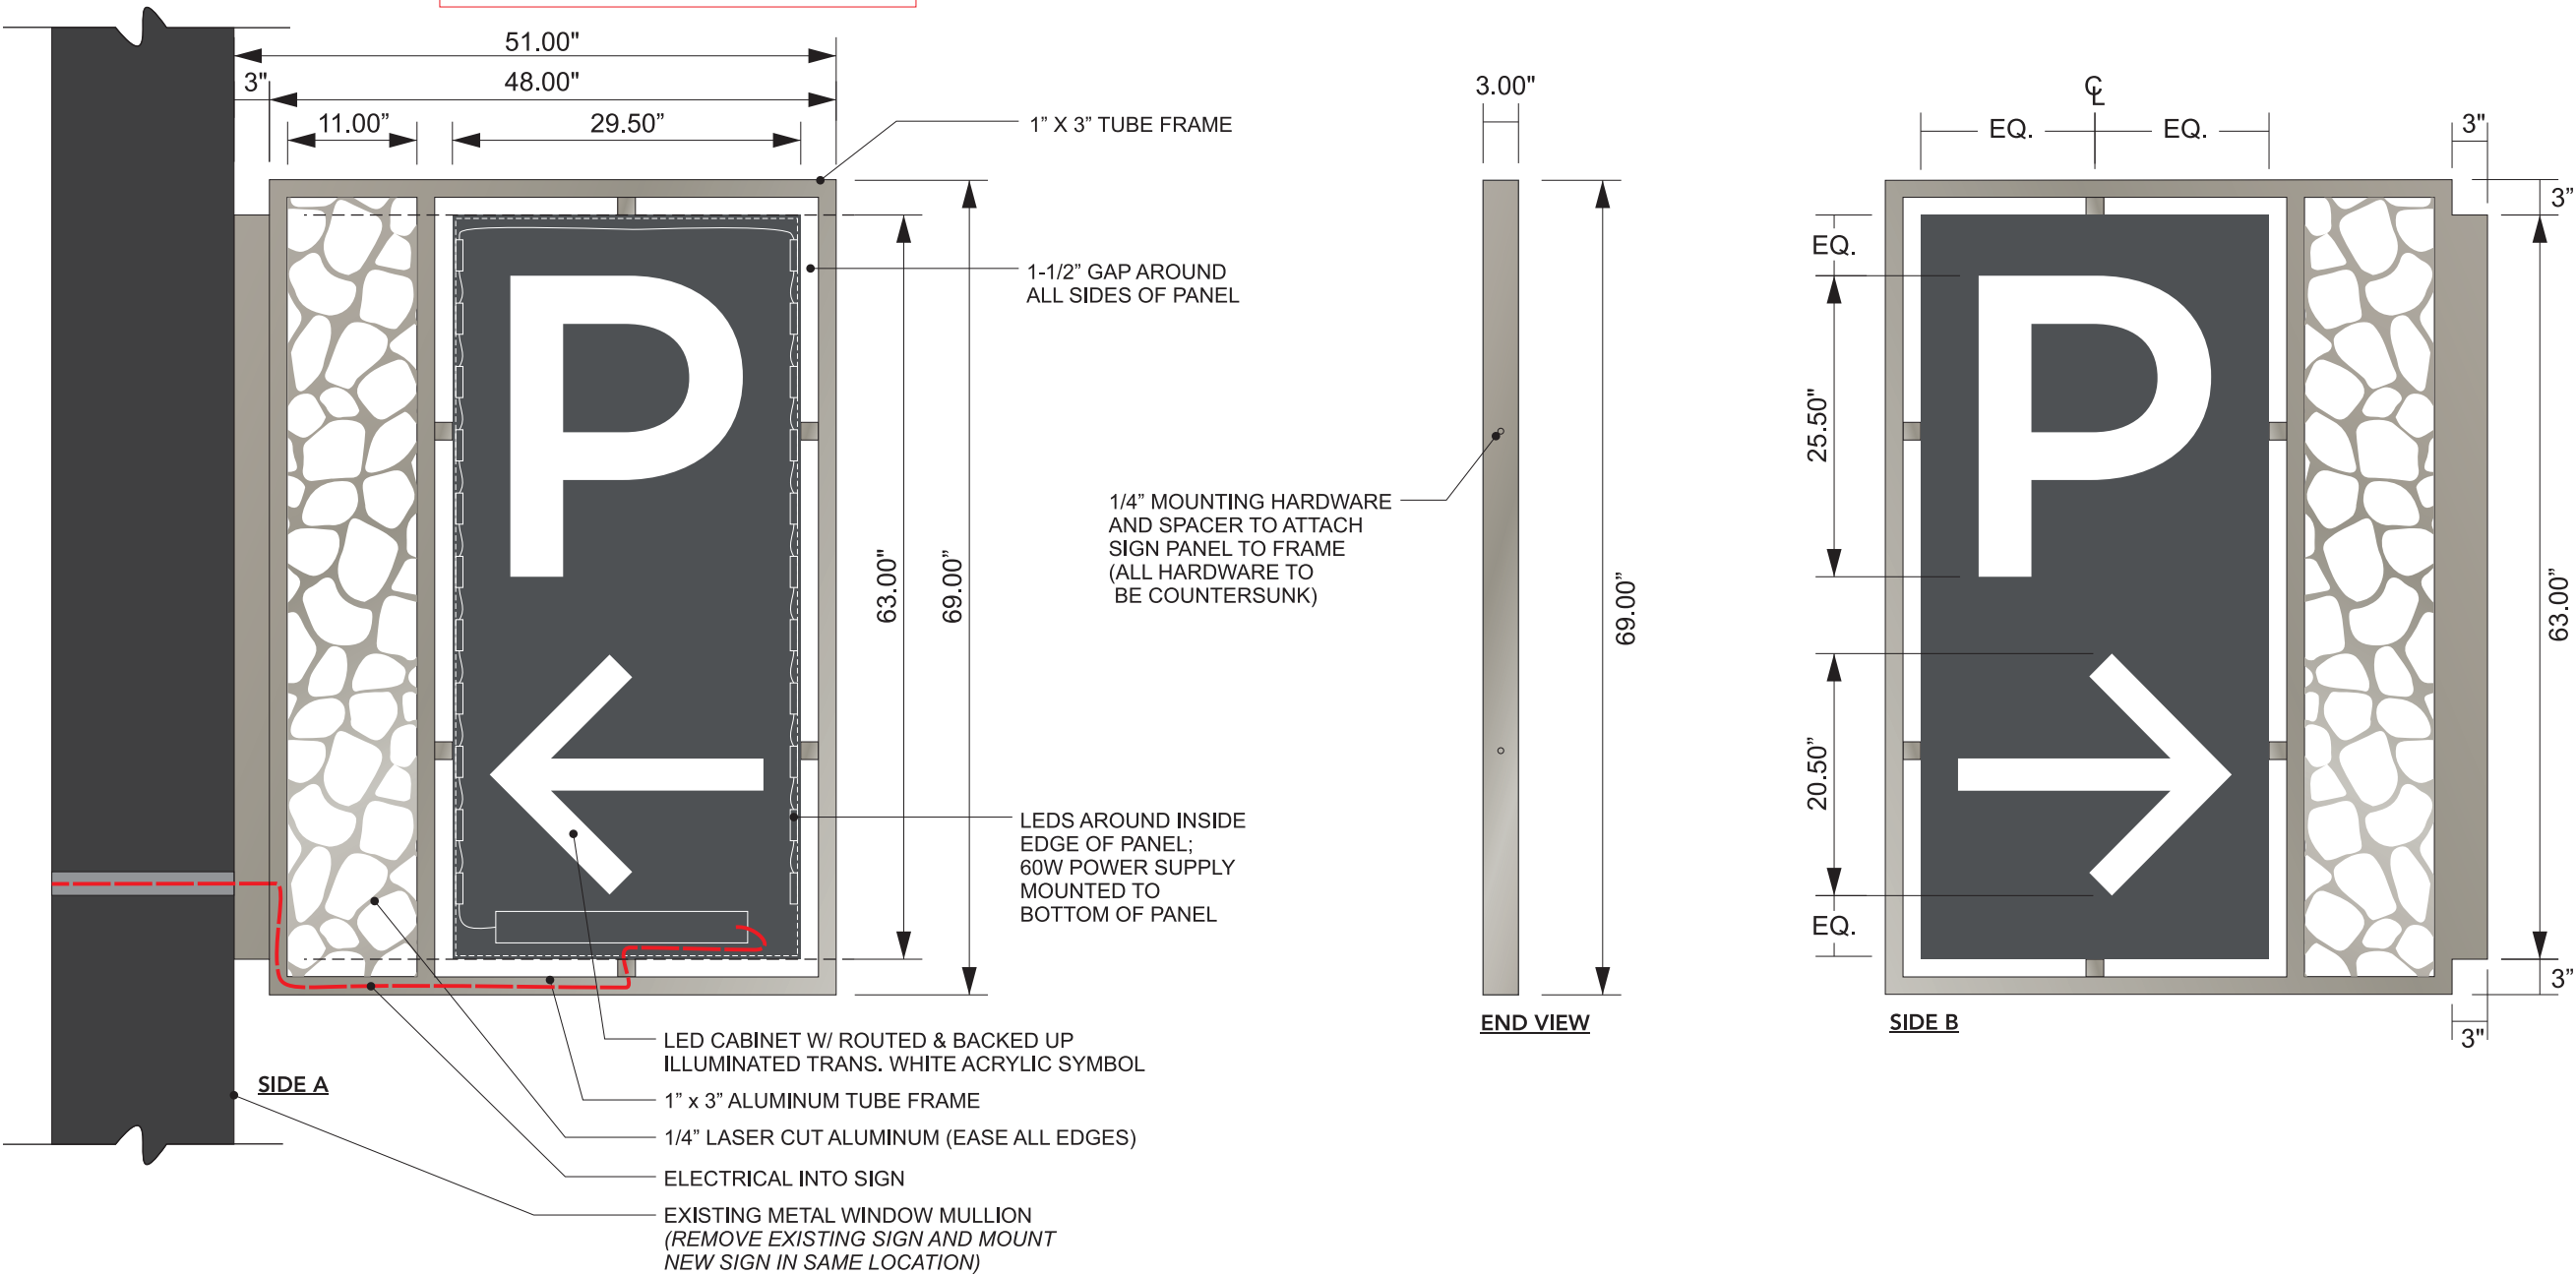 51.00"
3"
48.00"
11.00”
29.50”
1” X 3” TUBE FRAME
1-1/2” GAP AROUND
ALL SIDES OF PANEL
P
63.00"
69.00”
LEDS AROUND INSIDE
EDGE OF PANEL;
60W POWER SUPPLY
MOUNTED TO
BOTTOM OF PANEL
LED CABINET W/ ROUTED & BACKED UP
ILLUMINATED TRANS. WHITE ACRYLIC SYMBOL
1” x 3” ALUMINUM TUBE FRAME
1/4” LASER CUT ALUMINUM (EASE ALL EDGES)
ELECTRICAL INTO SIGN
EXISTING METAL WINDOW MULLION
(REMOVE EXISTING SIGN AND MOUNT
NEW SIGN IN SAME LOCATION)
SIDE A
3.00"
1/4” MOUNTING HARDWARE
AND SPACER TO ATTACH
SIGN PANEL TO FRAME
(ALL HARDWARE TO
BE COUNTERSUNK)
69.00”
END VIEW
℄
EQ.
EQ.
3"
3”
EQ.
25.50"
P
63.00”
20.50”
EQ.
3”
3"
SIDE B